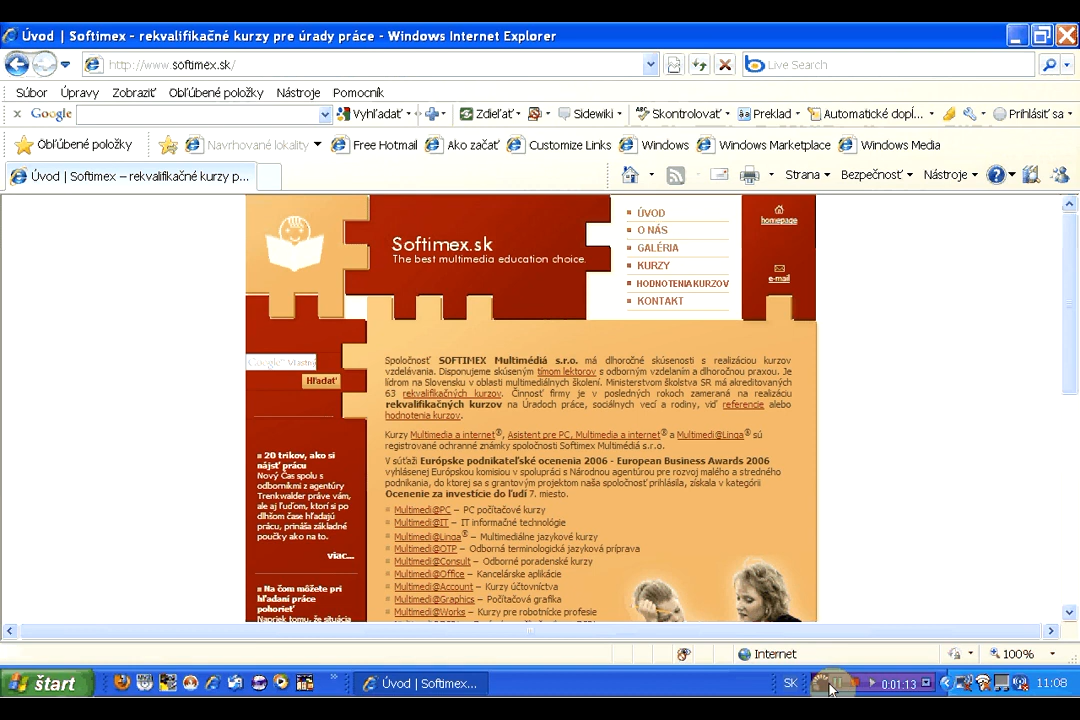 Úvod | Softimex - rekvalifikačné kurzy pre úrady práce - Windows Internet Explorer
http://www.softimex.sk/
Live Search
Súbor Úpravy Zobraziť Obľúbené položky Nástroje Pomocník
Google Vyhľadať Zdieľať Sidewiki Skontrolovať Preklad Automatické dopĺ... Prihlásiť sa
Obľúbené položky Navrhované lokality Free Hotmail Ako začať Customize Links Windows Windows Marketplace Windows Media
Úvod | Softimex – rekvalifikačné kurzy p... Strana Bezpečnosť Nástroje
Softimex.sk
The best multimedia education choice.
ÚVOD
O NÁS
GALÉRIA
KURZY
HODNOTENIA KURZOV
KONTAKT
homepage
e-mail
Google Vlastné
Hľadať
20 trikov, ako si
nájsť prácu
Nový Čas spolu s
odborníkmi z agentúry
Trenkwalder práve vám,
ale aj ľuďom, ktorí si po
dlhšom čase hľadajú
prácu, prináša základné
poučky ako na to.
viac...
Na čom môžete pri
hľadaní práce
pohorieť
Napriek tomu, že situácia
Spoločnosť SOFTIMEX Multimédiá s.r.o. má dlhoročné skúsenosti s realizáciou kurzov
vzdelávania. Disponujeme skúseným tímom lektorov s odborným vzdelaním a dlhoročnou praxou. Je
lídrom na Slovensku v oblasti multimediálnych školení. Ministerstvom školstva SR má akreditovaných
63 rekvalifikačných kurzov. Činnosť firmy je v posledných rokoch zameraná na realizáciu
rekvalifikačných kurzov na Úradoch práce, sociálnych vecí a rodiny, viď referencie alebo
hodnotenia kurzov.
Kurzy Multimedia a internet®, Asistent pre PC, Multimedia a internet® a Multimedi@Linga® sú
registrované ochranné známky spoločnosti Softimex Multimédiá s.r.o.
V súťaži Európske podnikateľské ocenenia 2006 - European Business Awards 2006
vyhlásenej Európskou komisiou v spolupráci s Národnou agentúrou pre rozvoj malého a stredného
podnikania, do ktorej sa s grantovým projektom naša spoločnosť prihlásila, získala v kategórii
Ocenenie za investície do ľudí 7. miesto.
Multimedi@PC – PC počítačové kurzy
Multimedi@IT – IT informačné technológie
Multimedi@Linga® – Multimediálne jazykové kurzy
Multimedi@OTP – Odborná terminologická jazyková príprava
Multimedi@Consult – Odborné poradenské kurzy
Multimedi@Office – Kancelárske aplikácie
Multimedi@Account – Kurzy účtovníctva
Multimedi@Graphics – Počítačová grafika
Multimedi@Works – Kurzy pre robotnícke profesie
Internet 100%
štart Úvod | Softimex... SK 0:01:13 11:08